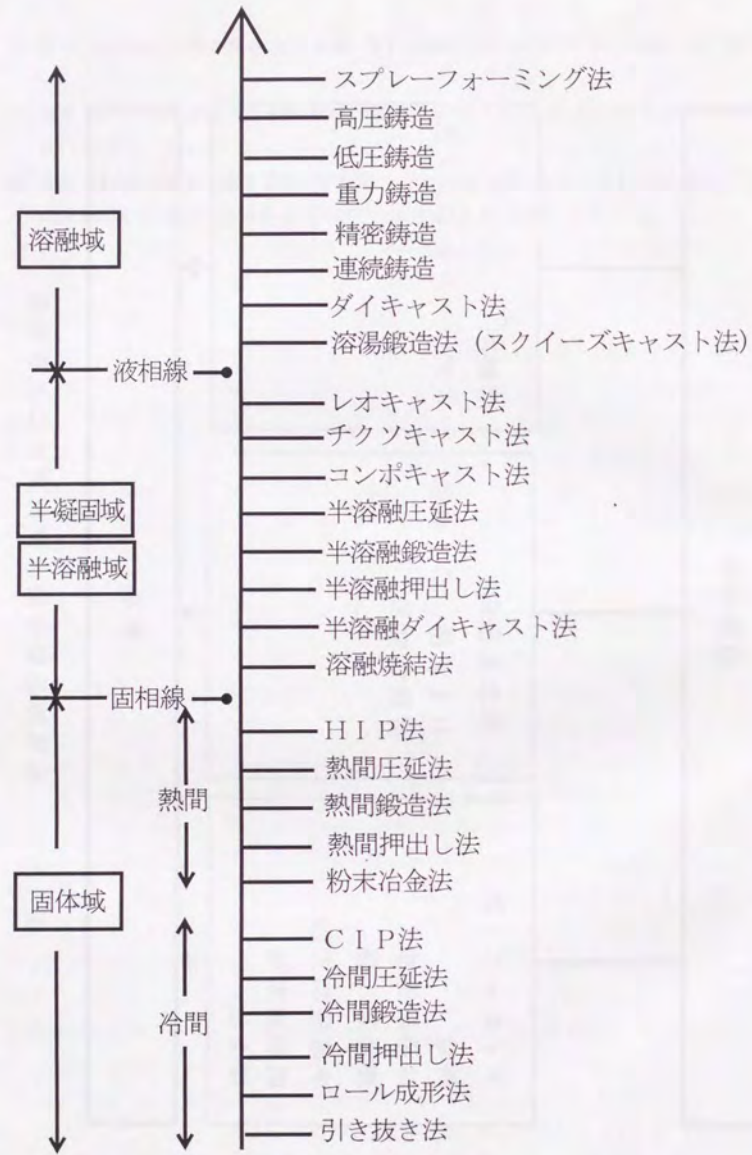 スプレーフォーミング法
高圧鋳造
低圧鋳造
重力鋳造
精密鋳造
連続鋳造
ダイキャスト法
溶湯鍛造法 (スクイーズキャスト法)
溶融域
液相線
レオキャスト法
チクソキャスト法
コンポキャスト法
半溶融圧延法
半溶融鍛造法
半溶融押出し法
半溶融ダイキャスト法
溶融焼結法
半凝固域
半溶融域
固相線
ＨＩＰ法
熱間圧延法
熱間鍛造法
熱間押出し法
粉末冶金法
熱間
固体域
ＣＩＰ法
冷間圧延法
冷間鍛造法
冷間押出し法
ロール成形法
引き抜き法
冷間